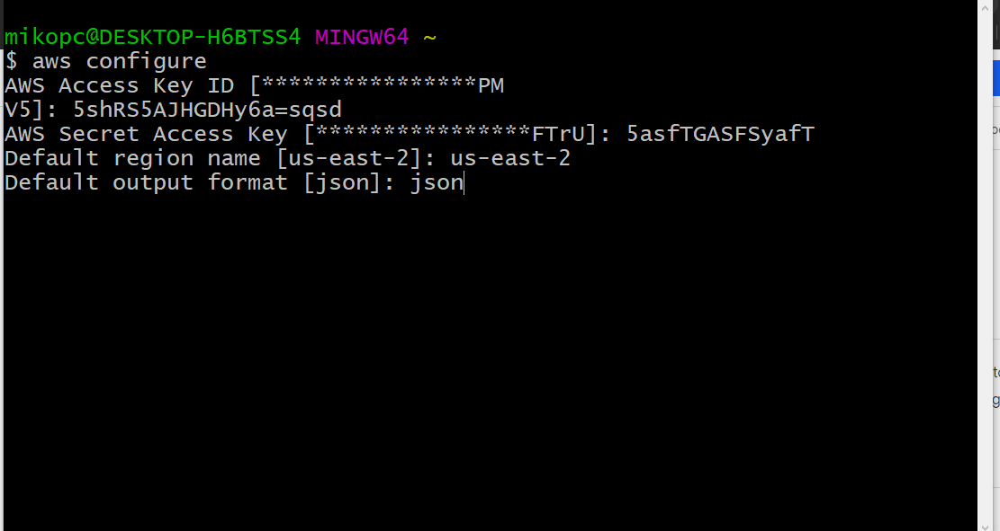 mikopc@DESKTOP-H6BTSS4 MINGW64 ~
$ aws configure
AWS Access Key ID [****************PM
V5]: 5shRS5AJHGDHy6a=sqsd
AWS Secret Access Key [****************FTrU]: 5asfTGASFSyafT
Default region name [us-east-2]: us-east-2
Default output format [json]: json